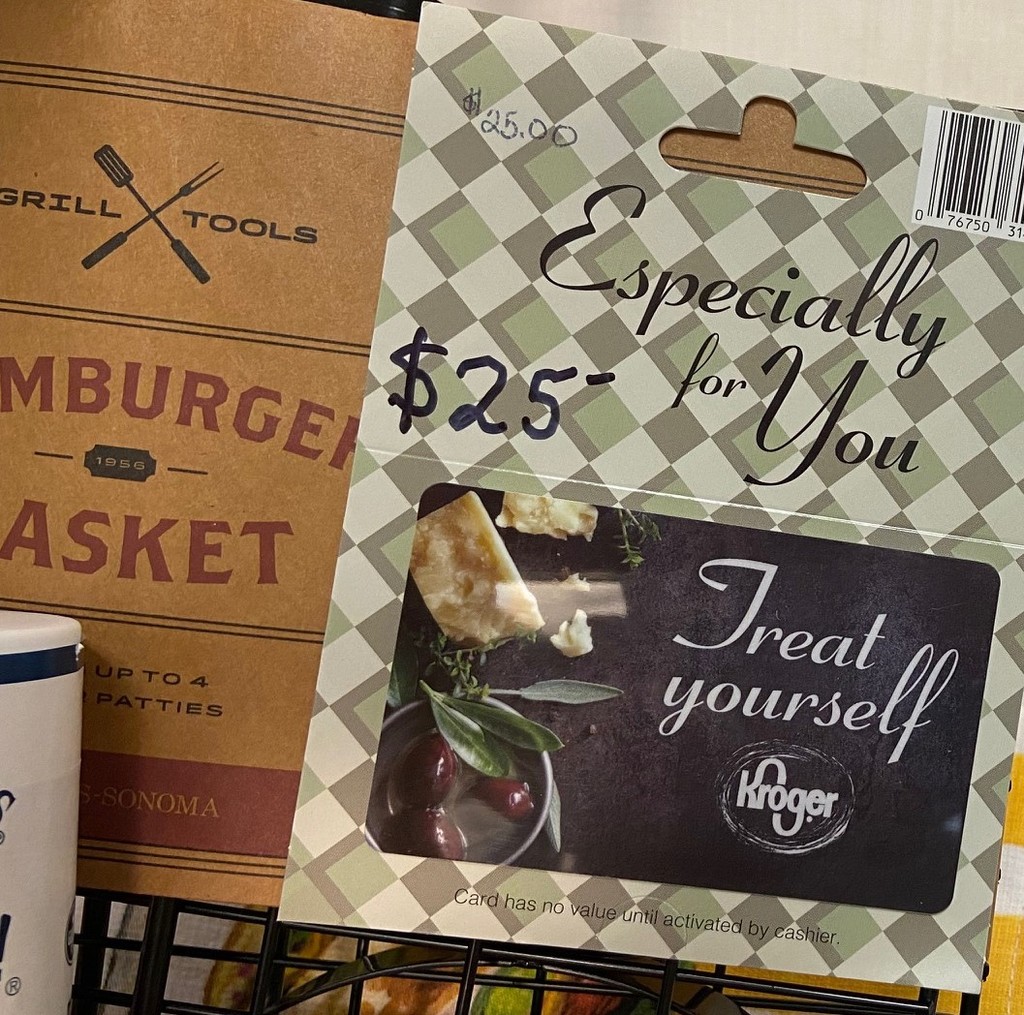 GRILL TOOLS
MBURGER
1956
ASKET
UP TO 4
PATTIES
S-SONOMA
$25.00
0 76750 31
Especially
for You
$25-
Treat
yourself
Kroger
Card has no value until activated by cashier.
®